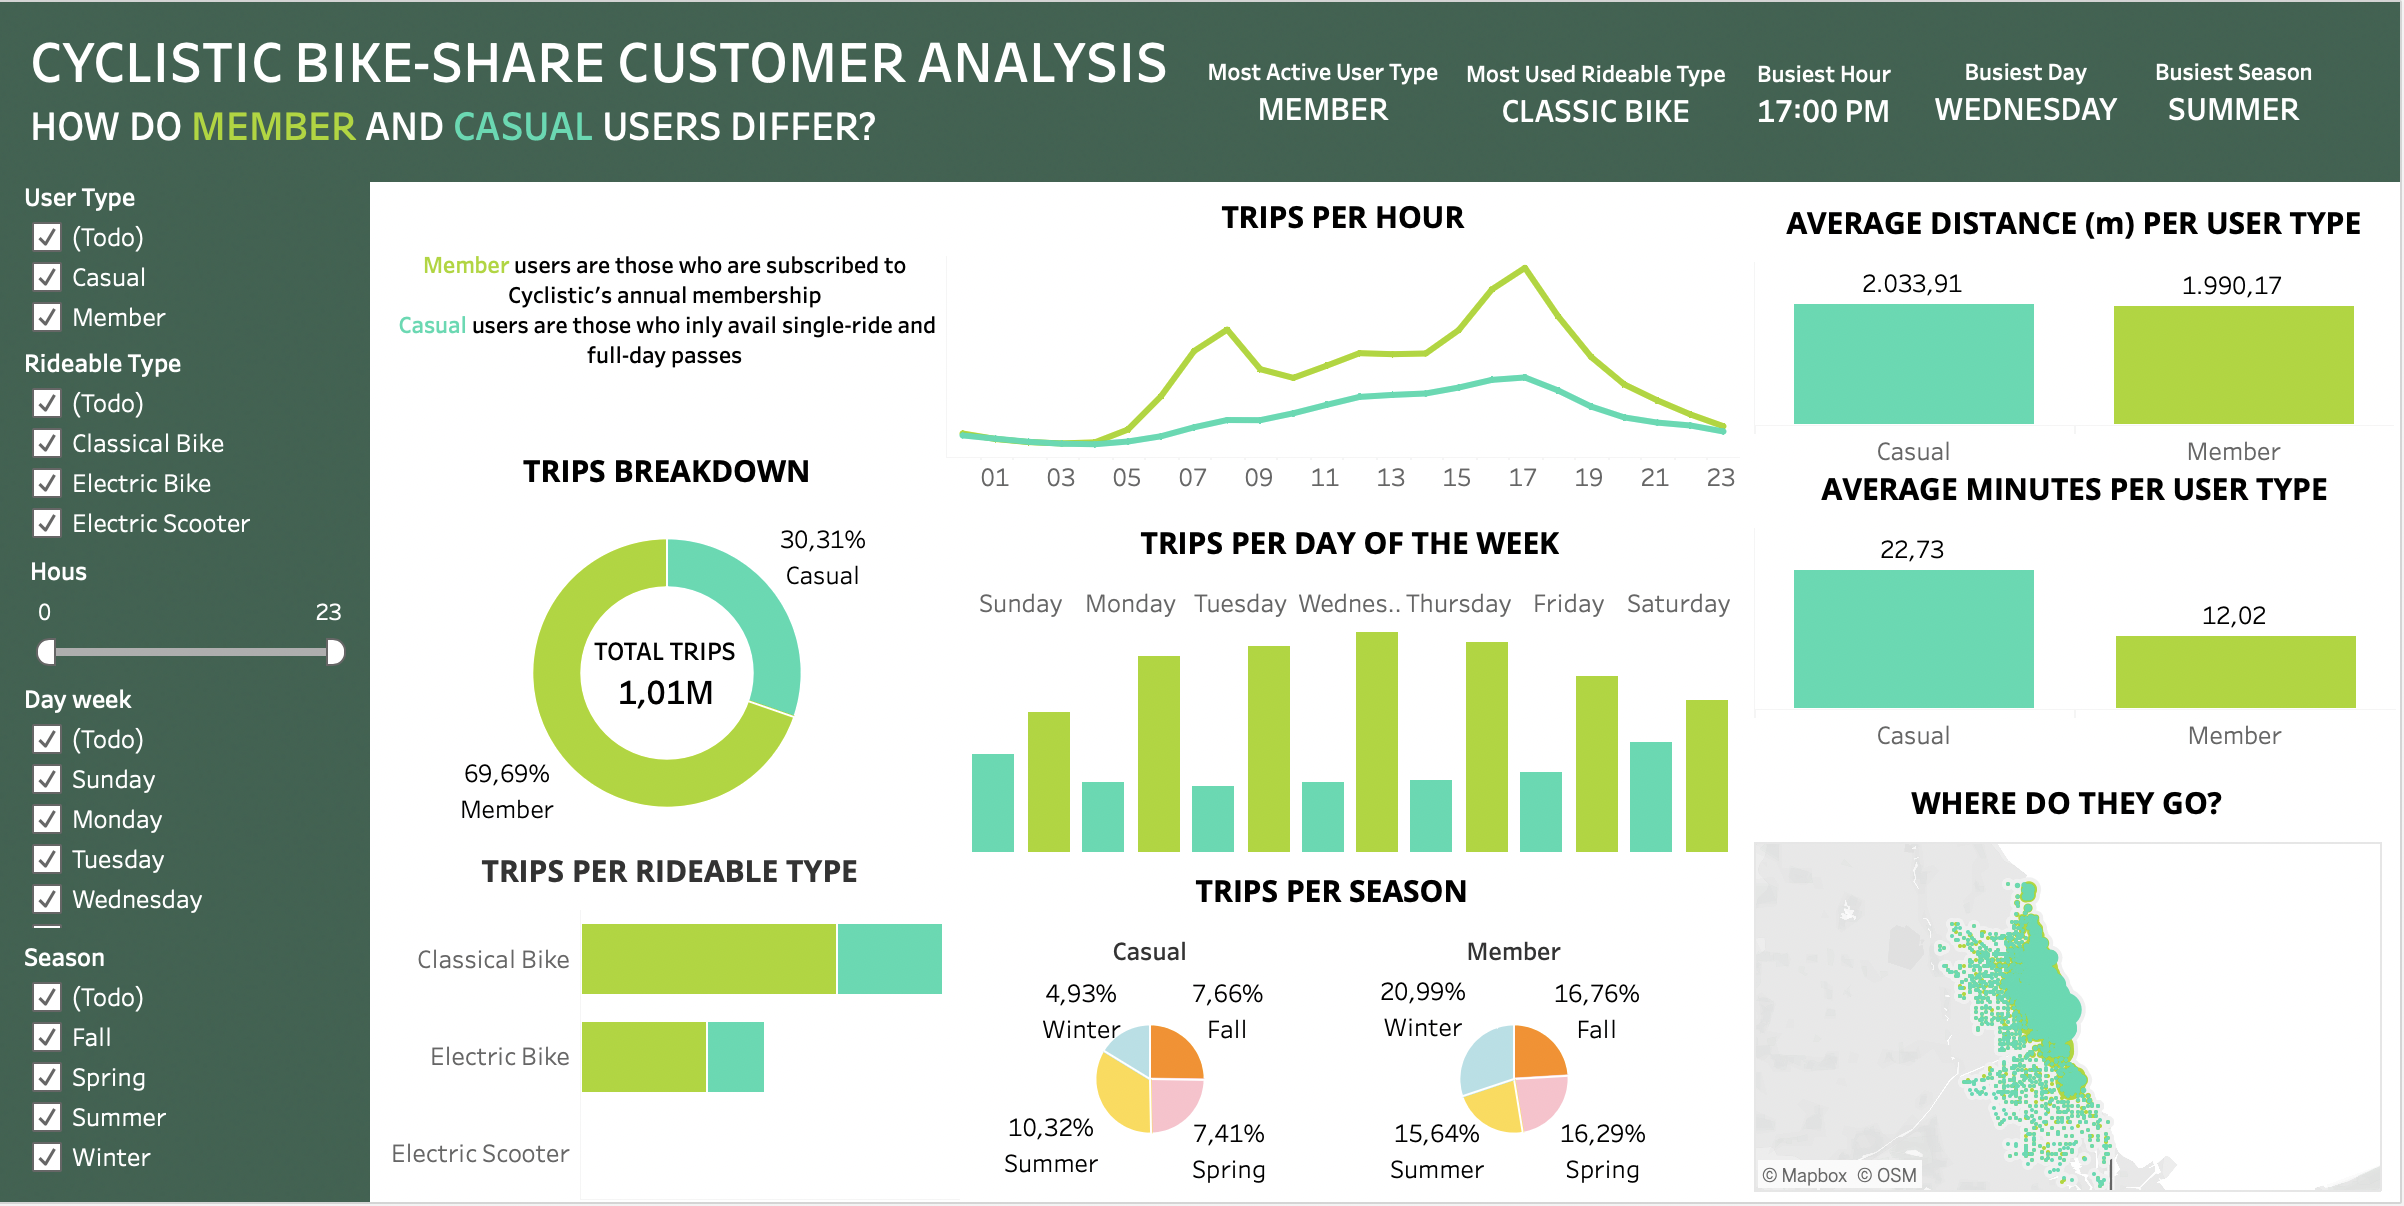 CYCLISTIC BIKE-SHARE CUSTOMER ANALYSIS
HOW DO MEMBER AND CASUAL USERS DIFFER?
Most Active User Type
MEMBER
Most Used Rideable Type
CLASSIC BIKE
Busiest Hour
17:00 PM
Busiest Day
WEDNESDAY
Busiest Season
SUMMER
User Type
(Todo)
Casual
Member
Rideable Type
(Todo)
Classical Bike
Electric Bike
Electric Scooter
Hous
0 23
Day week
(Todo)
Sunday
Monday
Tuesday
Wednesday
Season
(Todo)
Fall
Spring
Summer
Winter
Member users are those who are subscribed to
Cyclistic's annual membership
Casual users are those who inly avail single-ride and
full-day passes
TRIPS BREAKDOWN
30,31%
Casual
TOTAL TRIPS
1,01M
69,69%
Member
TRIPS PER RIDEABLE TYPE
Classical Bike
Electric Bike
Electric Scooter
TRIPS PER HOUR
01 03 05 07 09 11 13 15 17 19 21 23
TRIPS PER DAY OF THE WEEK
Sunday Monday Tuesday Wednes.. Thursday Friday Saturday
TRIPS PER SEASON
Casual
4,93%
Winter
7,66%
Fall
10,32%
Summer
7,41%
Spring
Member
20,99%
Winter
16,76%
Fall
15,64%
Summer
16,29%
Spring
AVERAGE DISTANCE (m) PER USER TYPE
2.033,91 1.990,17
Casual Member
AVERAGE MINUTES PER USER TYPE
22,73 12,02
Casual Member
WHERE DO THEY GO?
© Mapbox © OSM